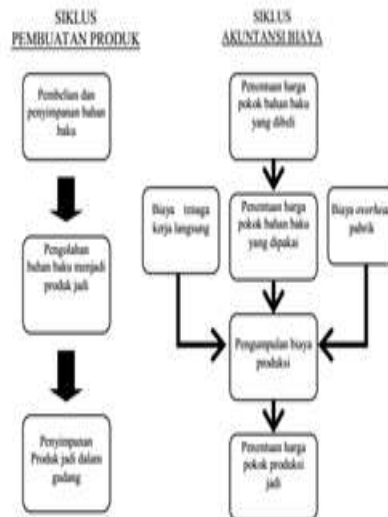 SIKLUS
PEMBUATAN PRODUK
Pembelian dan
penyimpanan bahan
baku
Pengolahan
bahan baku menjadi
produk jadi
Penyimpanan
Produk jadi dalam
gudang
SIKLUS
AKUNTANSI BIAYA
Penentuan harga
pokok bahan baku
yang dibeli
Biaya tenaga
kerja langsung
Penentuan harga
pokok bahan baku
yang dipakai
Biaya overhea
pabrik
Pengumpulan biaya
produksi
Penentuan harga
pokok produksi
jadi